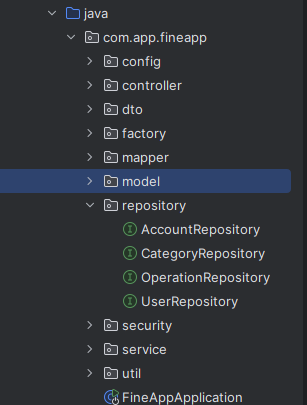 java
com.app.fineapp
config
controller
dto
factory
mapper
model
repository
AccountRepository
CategoryRepository
OperationRepository
UserRepository
security
service
util
FineAppApplication